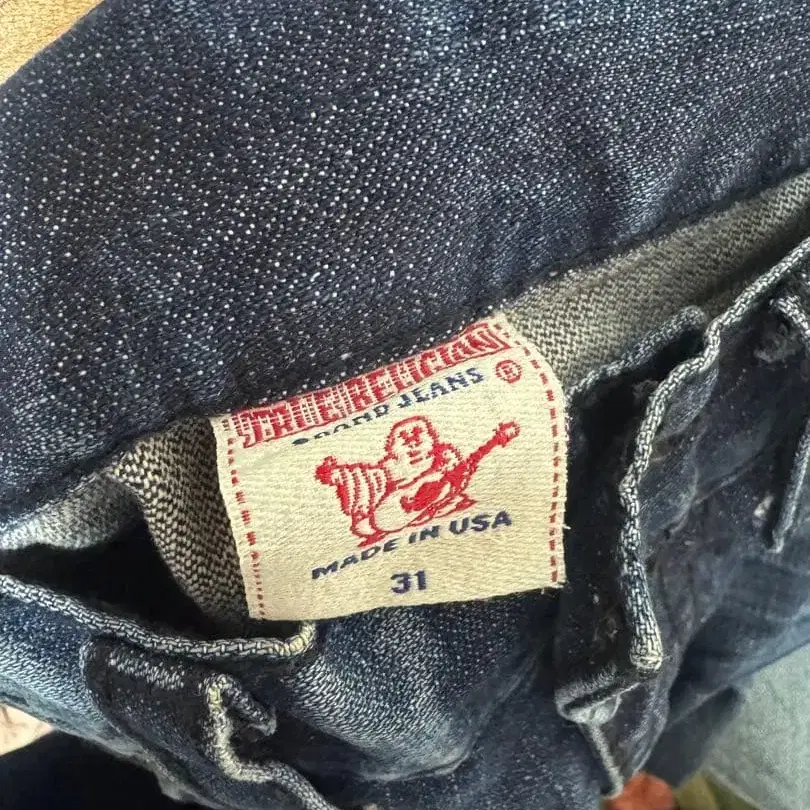 TRUE RELIGION
BRAND JEANS ®
MADE IN USA
31